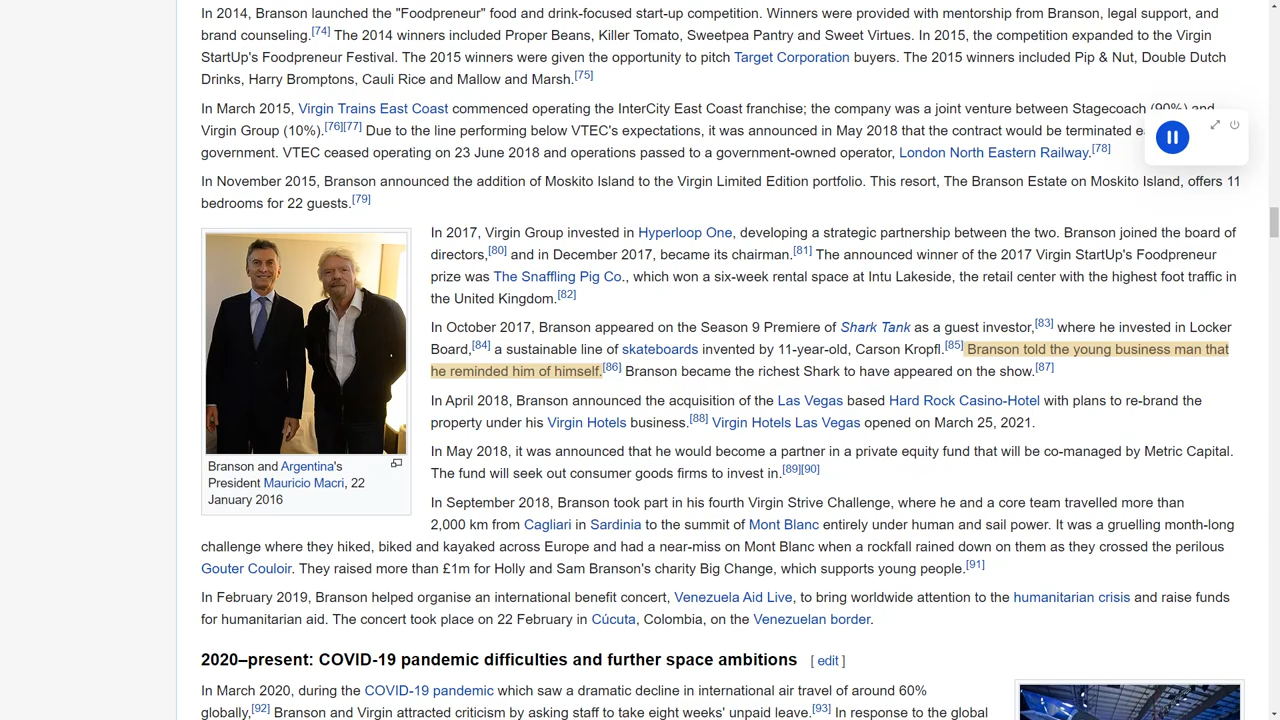 In 2014, Branson launched the "Foodpreneur" food and drink-focused start-up competition. Winners were provided with mentorship from Branson, legal support, and
brand counseling.[74] The 2014 winners included Proper Beans, Killer Tomato, Sweetpea Pantry and Sweet Virtues. In 2015, the competition expanded to the Virgin
StartUp's Foodpreneur Festival. The 2015 winners were given the opportunity to pitch Target Corporation buyers. The 2015 winners included Pip & Nut, Double Dutch
Drinks, Harry Bromptons, Cauli Rice and Mallow and Marsh.[75]
In March 2015, Virgin Trains East Coast commenced operating the InterCity East Coast franchise; the company was a joint venture between Stagecoach (90%) and
Virgin Group (10%).[76][77] Due to the line performing below VTEC's expectations, it was announced in May 2018 that the contract would be terminated
government. VTEC ceased operating on 23 June 2018 and operations passed to a government-owned operator, London North Eastern Railway.[78]
In November 2015, Branson announced the addition of Moskito Island to the Virgin Limited Edition portfolio. This resort, The Branson Estate on Moskito Island, offers 11
bedrooms for 22 guests.[79]
In 2017, Virgin Group invested in Hyperloop One, developing a strategic partnership between the two. Branson joined the board of
directors,[80] and in December 2017, became its chairman.[81] The announced winner of the 2017 Virgin StartUp's Foodpreneur
prize was The Snaffling Pig Co., which won a six-week rental space at Intu Lakeside, the retail center with the highest foot traffic in
the United Kingdom.[82]
In October 2017, Branson appeared on the Season 9 Premiere of Shark Tank as a guest investor,[83] where he invested in Locker
Board,[84] a sustainable line of skateboards invented by 11-year-old, Carson Kropfl.[85] Branson told the young business man that
he reminded him of himself.[86] Branson became the richest Shark to have appeared on the show.[87]
In April 2018, Branson announced the acquisition of the Las Vegas based Hard Rock Casino-Hotel with plans to re-brand the
property under his Virgin Hotels business.[88] Virgin Hotels Las Vegas opened on March 25, 2021.
In May 2018, it was announced that he would become a partner in a private equity fund that will be co-managed by Metric Capital.
The fund will seek out consumer goods firms to invest in.[89][90]
Branson and Argentina's
President Mauricio Macri, 22
January 2016
In September 2018, Branson took part in his fourth Virgin Strive Challenge, where he and a core team travelled more than
2,000 km from Cagliari in Sardinia to the summit of Mont Blanc entirely under human and sail power. It was a gruelling month-long
challenge where they hiked, biked and kayaked across Europe and had a near-miss on Mont Blanc when a rockfall rained down on them as they crossed the perilous
Gouter Couloir. They raised more than £1m for Holly and Sam Branson's charity Big Change, which supports young people.[91]
In February 2019, Branson helped organise an international benefit concert, Venezuela Aid Live, to bring worldwide attention to the humanitarian crisis and raise funds
for humanitarian aid. The concert took place on 22 February in Cúcuta, Colombia, on the Venezuelan border.
2020–present: COVID-19 pandemic difficulties and further space ambitions [ edit ]
In March 2020, during the COVID-19 pandemic which saw a dramatic decline in international air travel of around 60%
globally,[92] Branson and Virgin attracted criticism by asking staff to take eight weeks' unpaid leave.[93] In response to the global